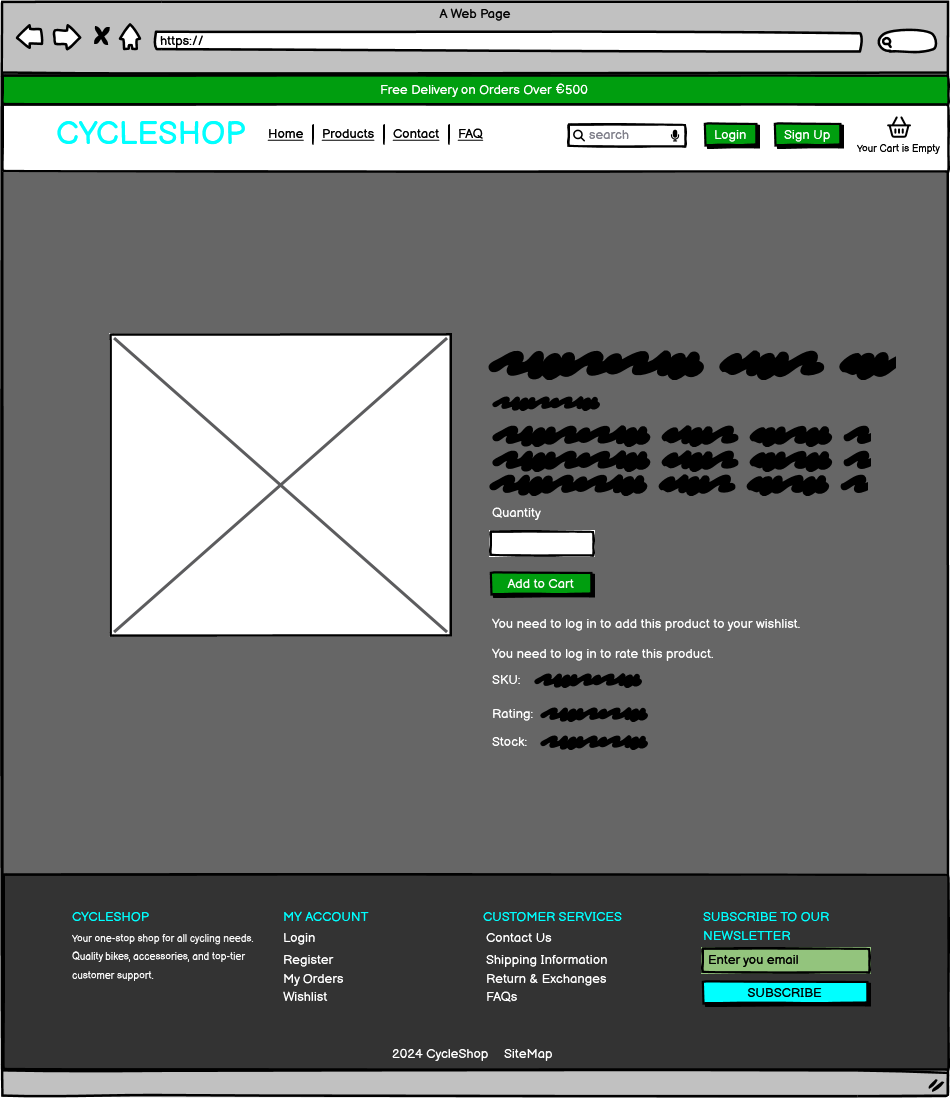 A Web Page
https://
Free Delivery on Orders Over €500
CYCLESHOP
Home Products Contact FAQ
search
Login
Sign Up
Your Cart is Empty
Quantity
Add to Cart
You need to log in to add this product to your wishlist.
You need to log in to rate this product.
SKU:
Rating:
Stock:
CYCLESHOP
Your one-stop shop for all cycling needs.
Quality bikes, accessories, and top-tier
customer support.
MY ACCOUNT
Login
Register
My Orders
Wishlist
CUSTOMER SERVICES
Contact Us
Shipping Information
Return & Exchanges
FAQs
SUBSCRIBE TO OUR
NEWSLETTER
Enter you email
SUBSCRIBE
2024 CycleShop SiteMap